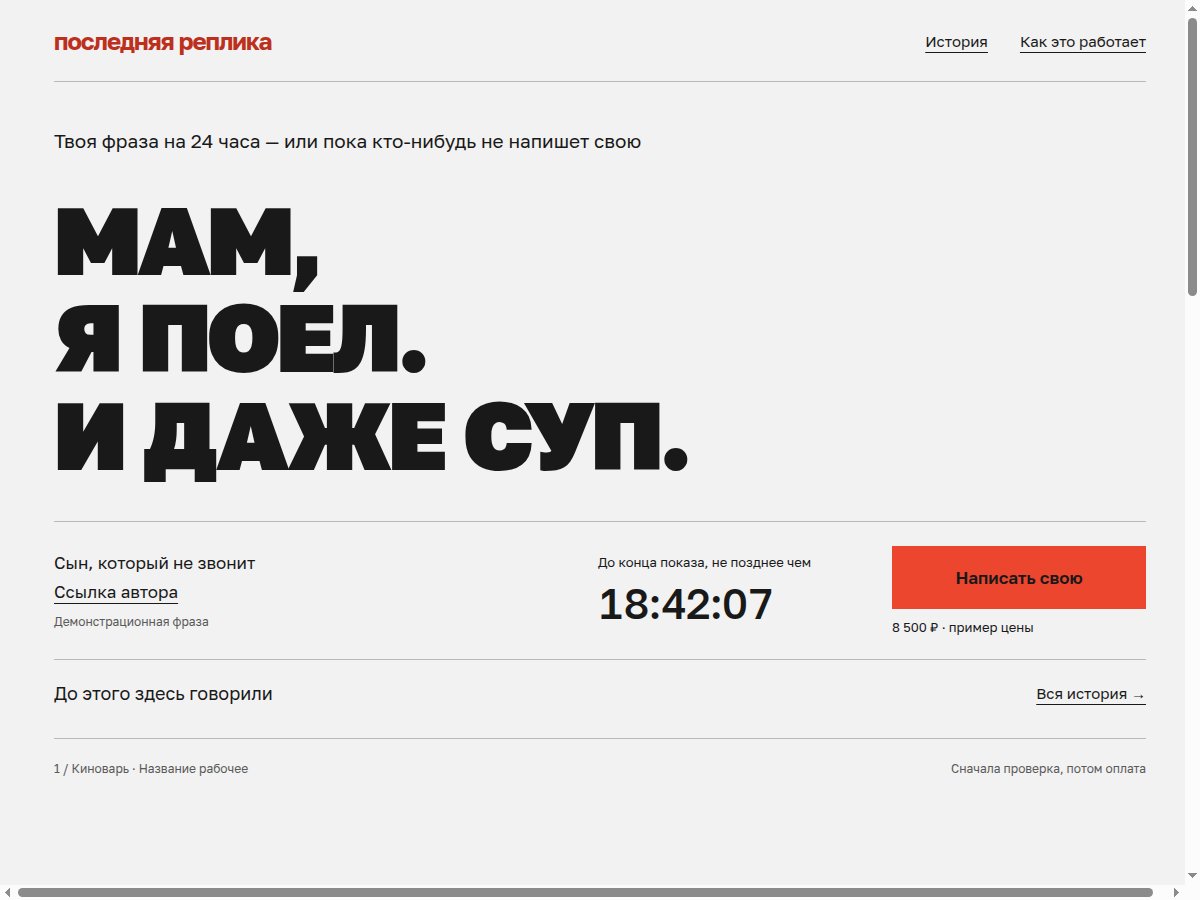 последняя реплика
История
Как это работает
Твоя фраза на 24 часа — или пока кто-нибудь не напишет свою
МАМ,
Я ПОЕЛ.
И ДАЖЕ СУП.
Сын, который не звонит
Ссылка автора
Демонстрационная фраза
До конца показа, не позднее чем
18:42:07
Написать свою
8 500 ₽ · пример цены
До этого здесь говорили
Вся история →
1 / Киноварь · Название рабочее
Сначала проверка, потом оплата